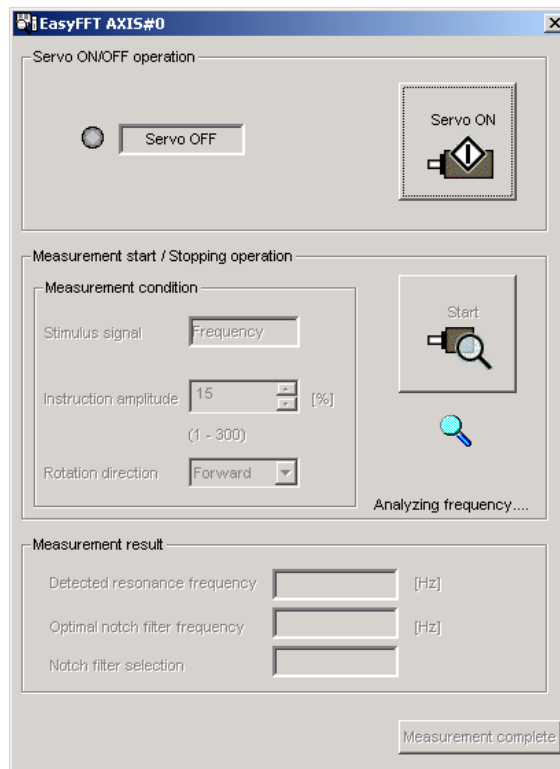 EasyFFT AXIS#0
Servo ON/OFF operation
Servo OFF
Servo ON
Measurement start / Stopping operation
Measurement condition
Stimulus signal
Frequency
Instruction amplitude
15
[%]
(1 - 300)
Rotation direction
Forward
Start
Analyzing frequency....
Measurement result
Detected resonance frequency
[Hz]
Optimal notch filter frequency
[Hz]
Notch filter selection
Measurement complete